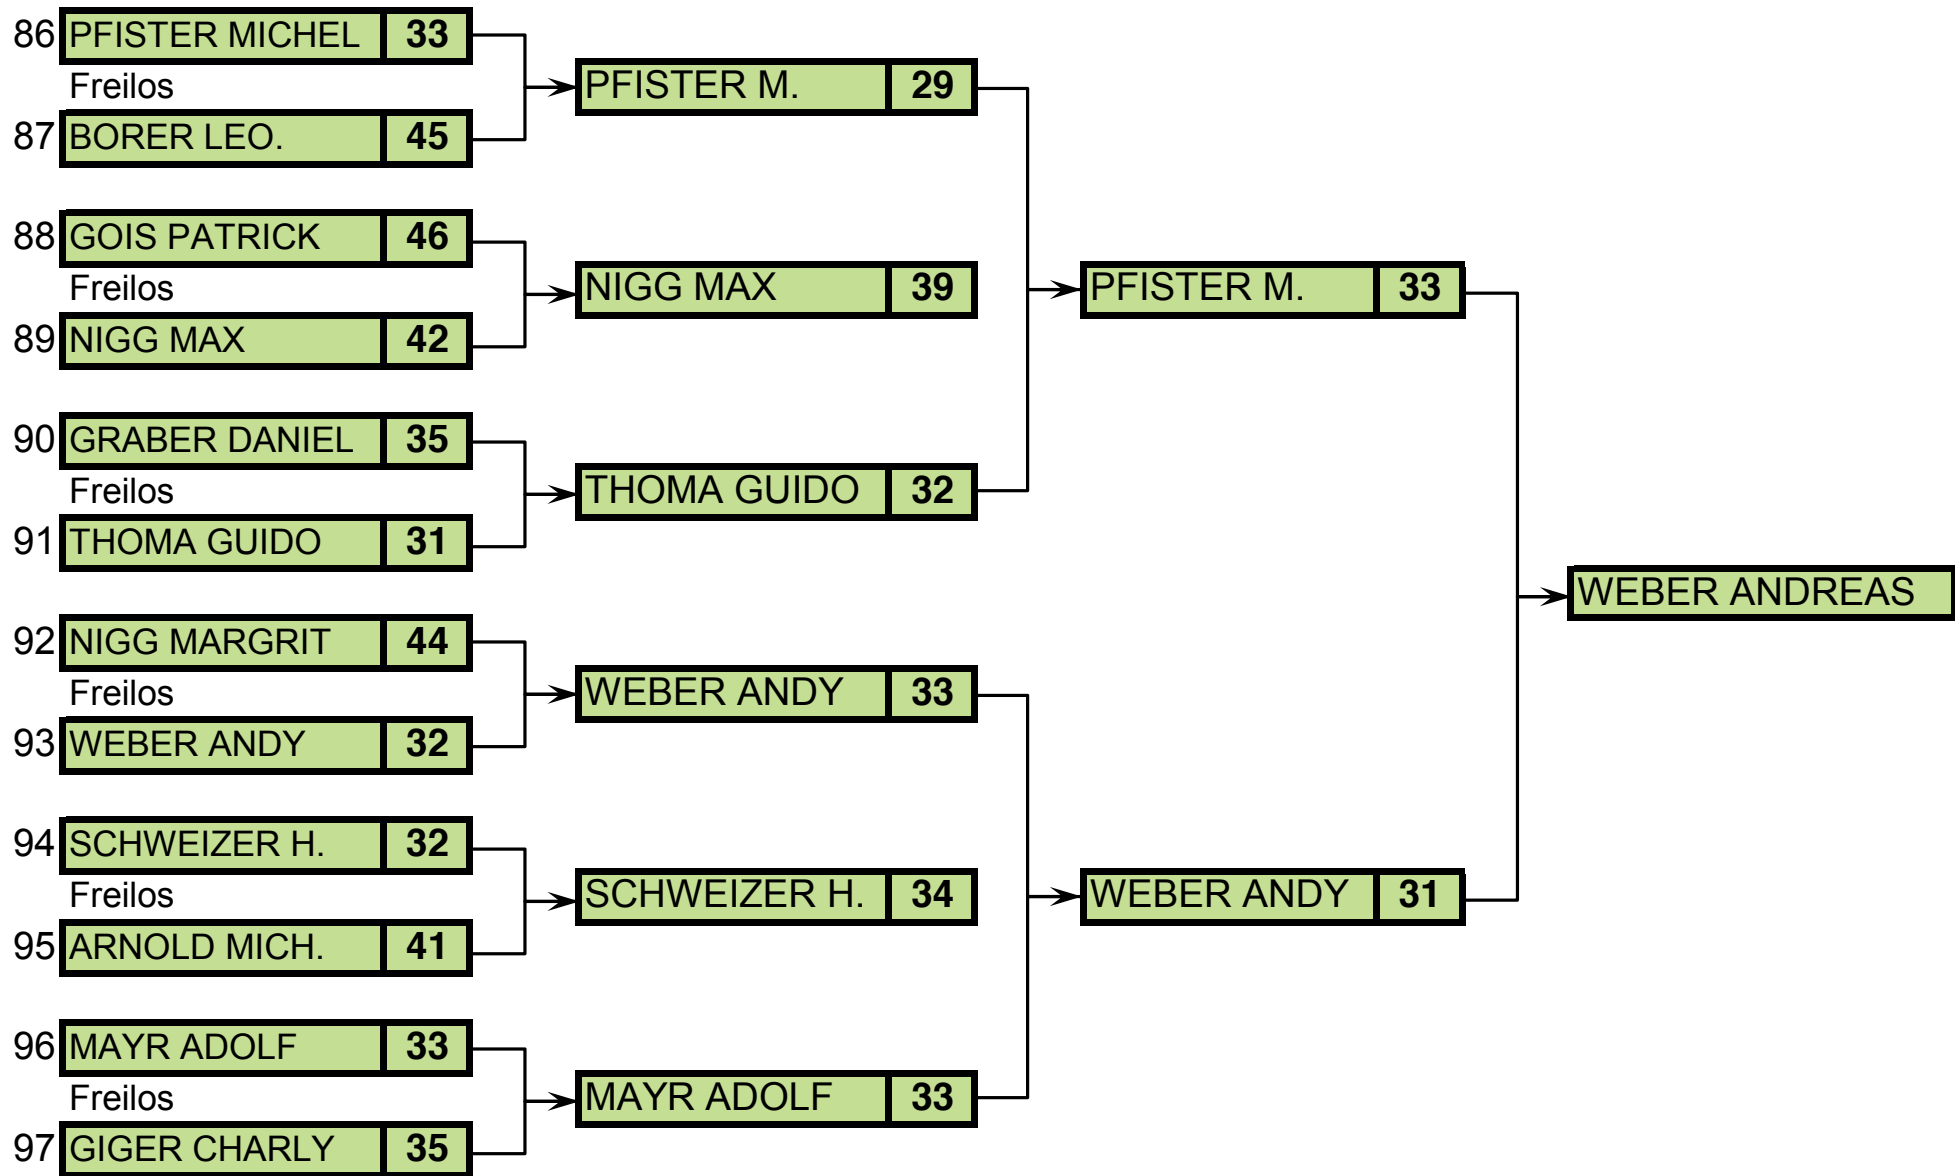 86 PFISTER MICHEL 33
Freilos
87 BORER LEO. 45
88 GOIS PATRICK 46
Freilos
89 NIGG MAX 42
90 GRABER DANIEL 35
Freilos
91 THOMA GUIDO 31
92 NIGG MARGRIT 44
Freilos
93 WEBER ANDY 32
94 SCHWEIZER H. 32
Freilos
95 ARNOLD MICH. 41
96 MAYR ADOLF 33
Freilos
97 GIGER CHARLY 35
PFISTER M. 29
NIGG MAX 39
THOMA GUIDO 32
WEBER ANDY 33
SCHWEIZER H. 34
MAYR ADOLF 33
PFISTER M. 33
WEBER ANDY 31
WEBER ANDREAS